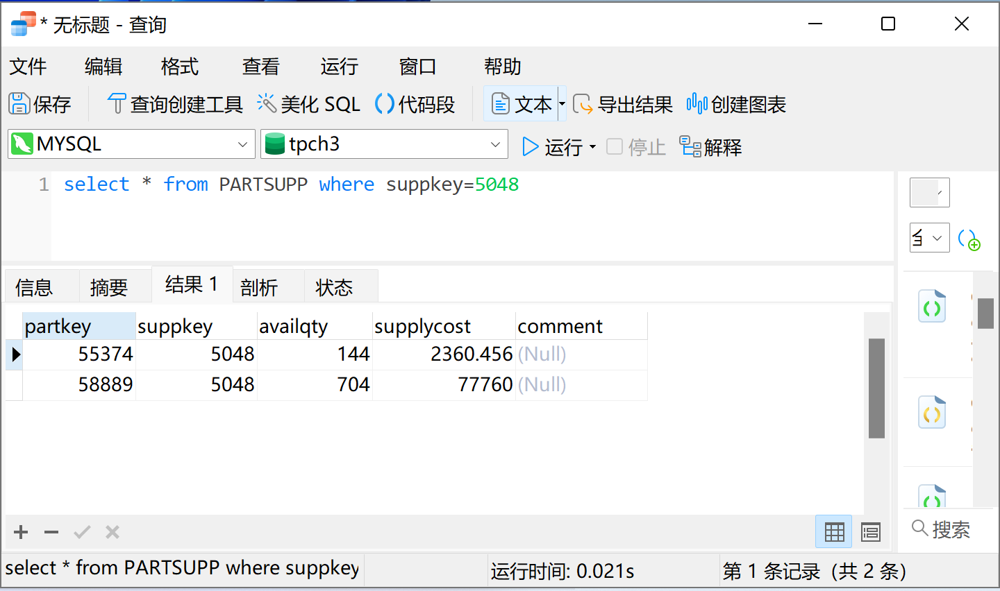 * 无标题 - 查询
文件 编辑 格式 查看 运行 窗口 帮助
保存 查询创建工具 美化 SQL 代码段 文本 导出结果 创建图表
MYSQL tpch3 运行 停止 解释
1 select * from PARTSUPP where suppkey=5048
信息 摘要 结果 1 剖析 状态
partkey suppkey availqty supplycost comment
55374 5048 144 2360.456 (Null)
58889 5048 704 77760 (Null)
搜索
select * from PARTSUPP where suppkey 运行时间: 0.021s 第 1 条记录 (共 2 条)